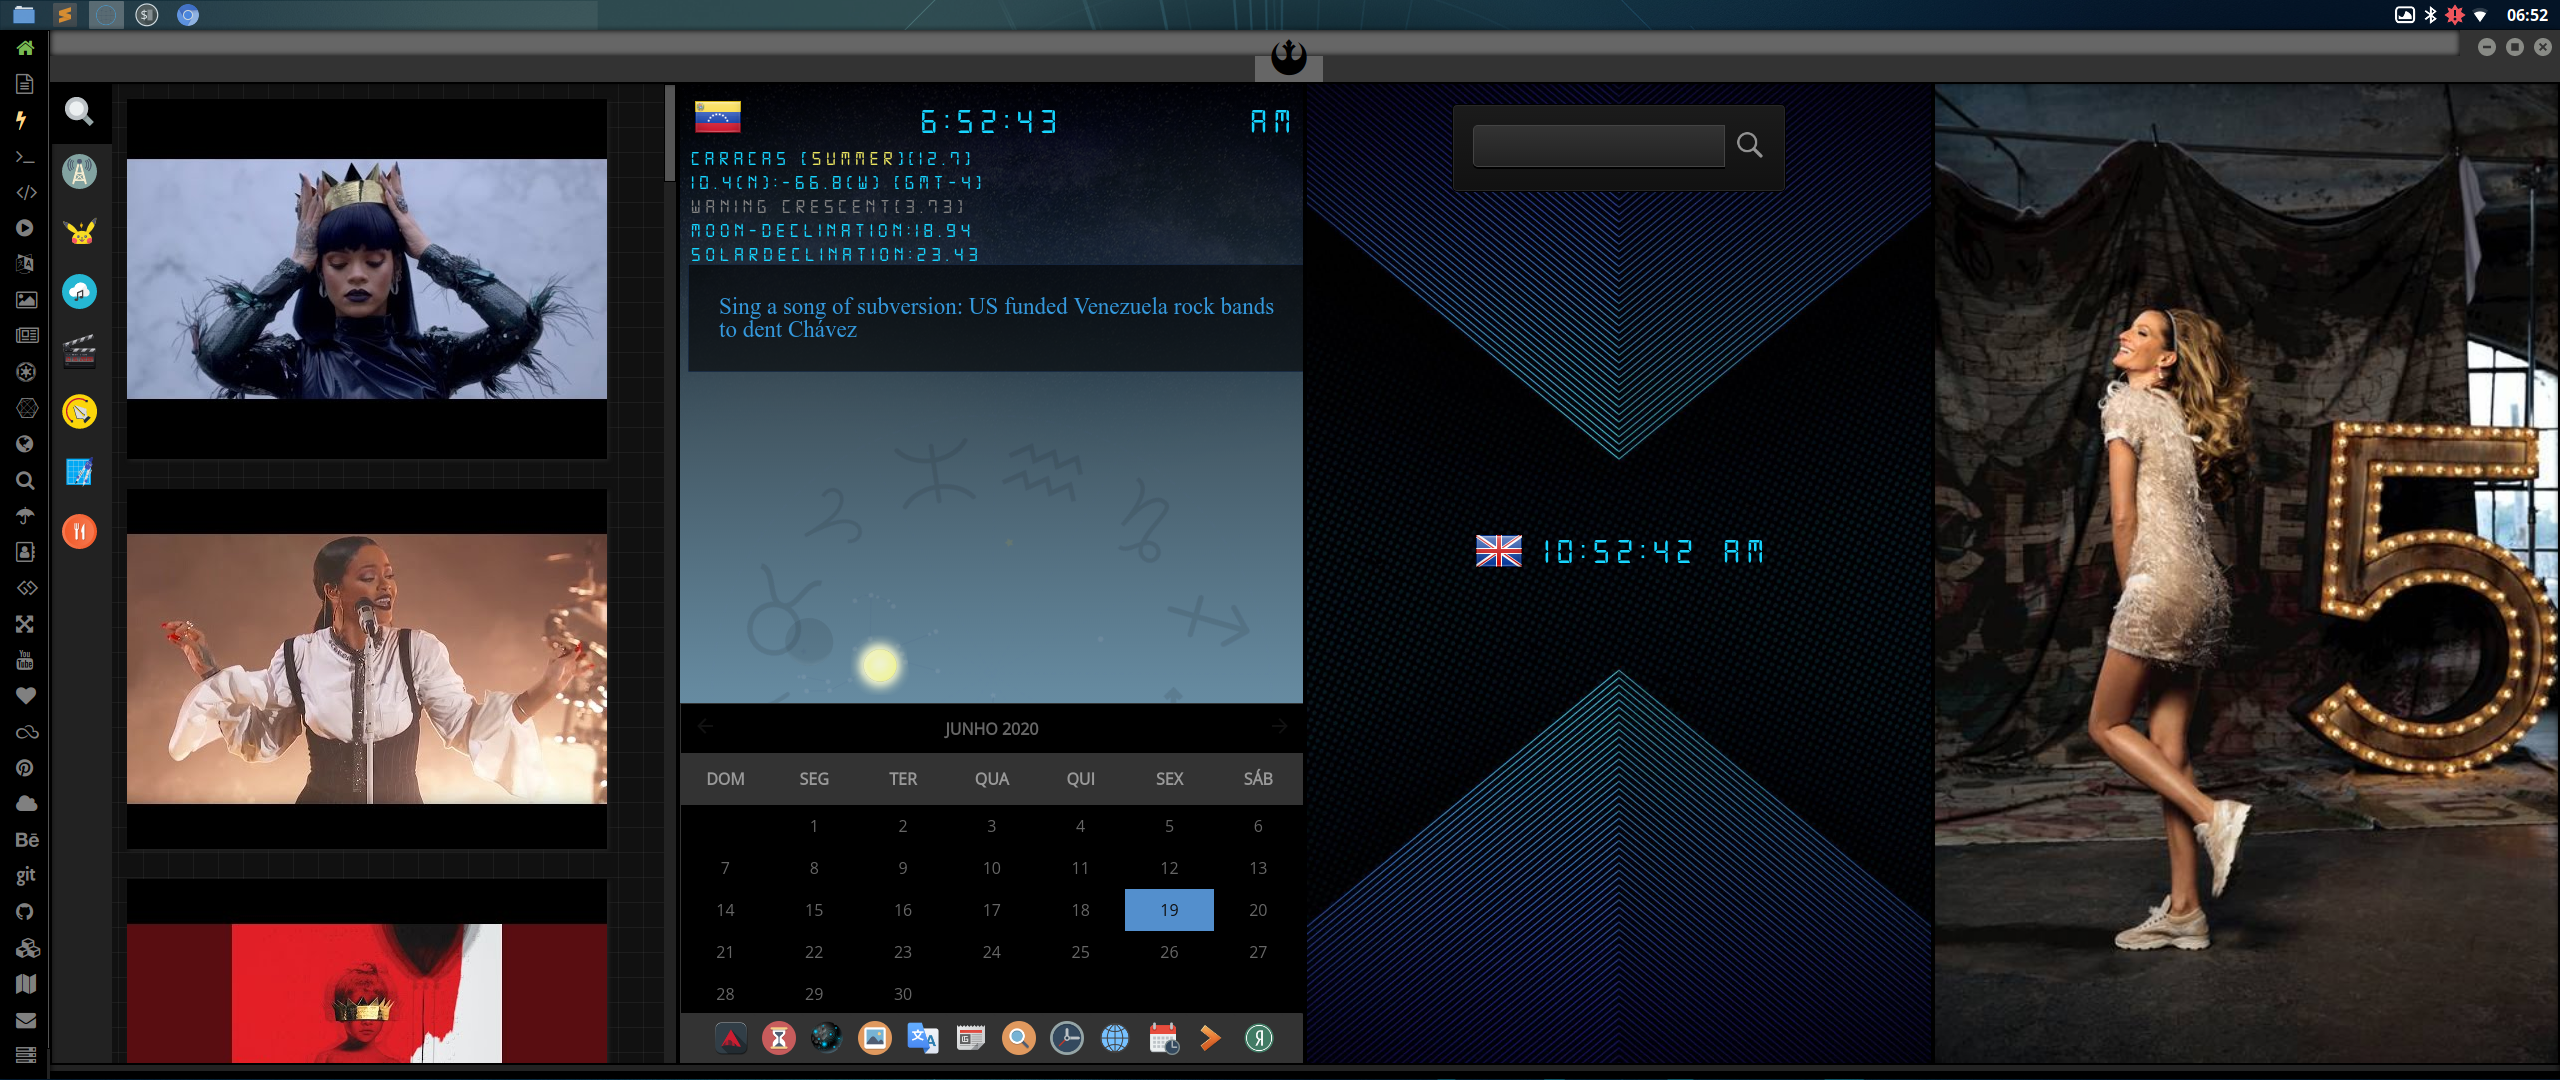 06:52
6:52:43 AM
CARACAS [SUMMER][12.7]
10.4(N):-66.8(W) [GMT-4]
WANING CRESCENT[3.73]
MOON-DECLINATION:18.94
SOLARDECLINATION:23.43
Sing a song of subversion: US funded Venezuela rock bands
to dent Chávez
JUNHO 2020
DOM SEG TER QUA QUI SEX SÁB
1 2 3 4 5 6
7 8 9 10 11 12 13
14 15 16 17 18 19 20
21 22 23 24 25 26 27
28 29 30
10:52:42 AM
5
You
Tube
Bē
git